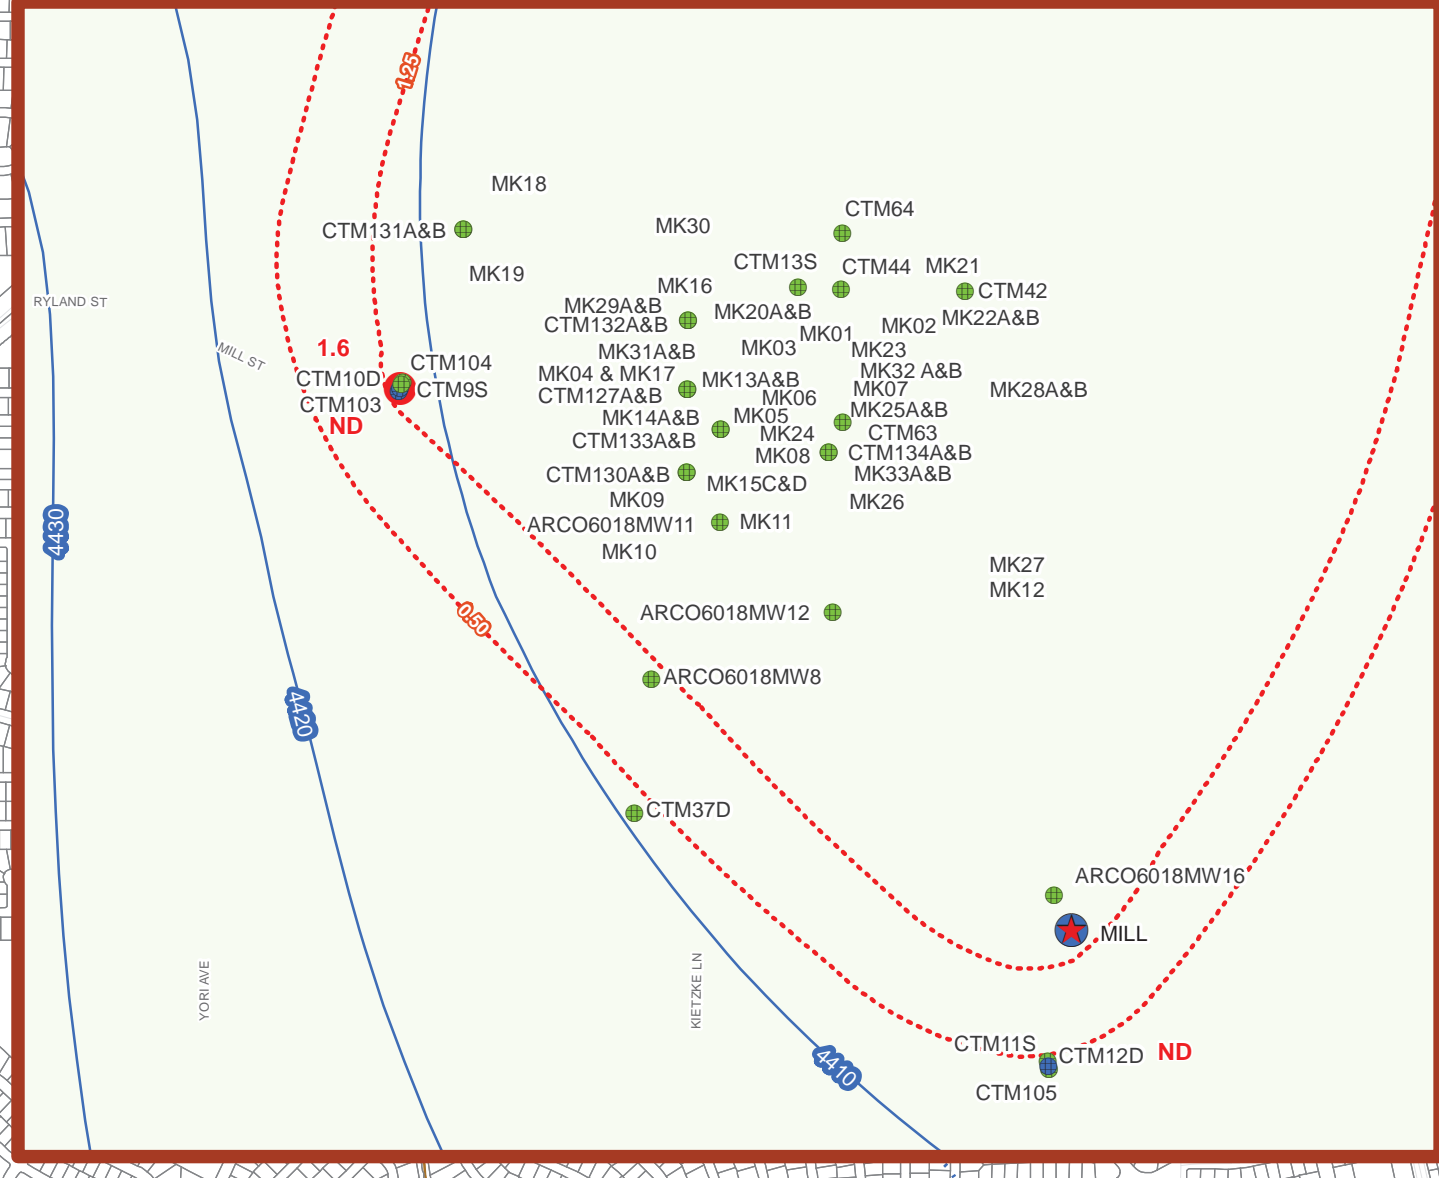 1.25
MK18
CTM64
CTM131A&B
MK30
CTM13S
CTM44
MK21
MK19
MK16
CTM42
RYLAND ST
MK29A&B
MK20A&B
MK22A&B
CTM132A&B
MK02
MK01
1.6
MK31A&B
MK03
MK23
MILL ST
CTM104
MK32 A&B
MK04 & MK17
MK13A&B
CTM10D
CTM9S
MK07
MK28A&B
CTM127A&B
MK06
CTM103
MK25A&B
MK14A&B
MK05
ND
MK24
CTM63
CTM133A&B
MK08
CTM134A&B
CTM130A&B
MK33A&B
MK15C&D
MK09
MK26
ARCO6018MW11
MK11
4430
MK10
MK27
MK12
ARCO6018MW12
0.50
ARCO6018MW8
4420
CTM37D
ARCO6018MW16
MILL
YORI AVE
KIETZKE LN
CTM11S
CTM12D
ND
4410
CTM105